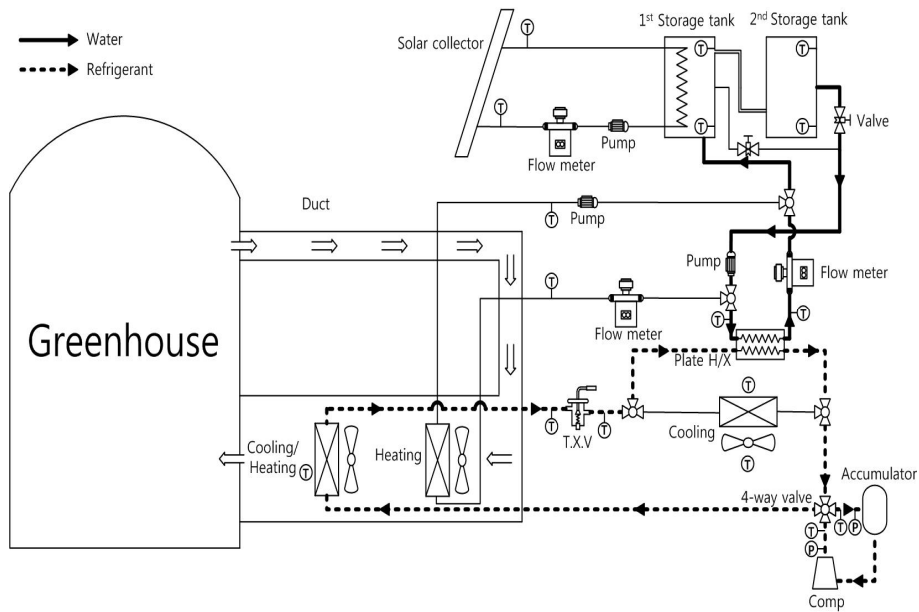 1st Storage tank
2nd Storage tank
Water
Refrigerant
Solar collector
T
T
T
T
T
T
Valve
Flow meter
Pump
Duct
T
Pump
Pump
Flow meter
T
Flow meter
T
T
Greenhouse
Plate H/X
T
Cooling/
Heating
T
Heating
T
T
T.X.V
Cooling
T
4-way valve
Accumulator
T
T
P
P
Comp